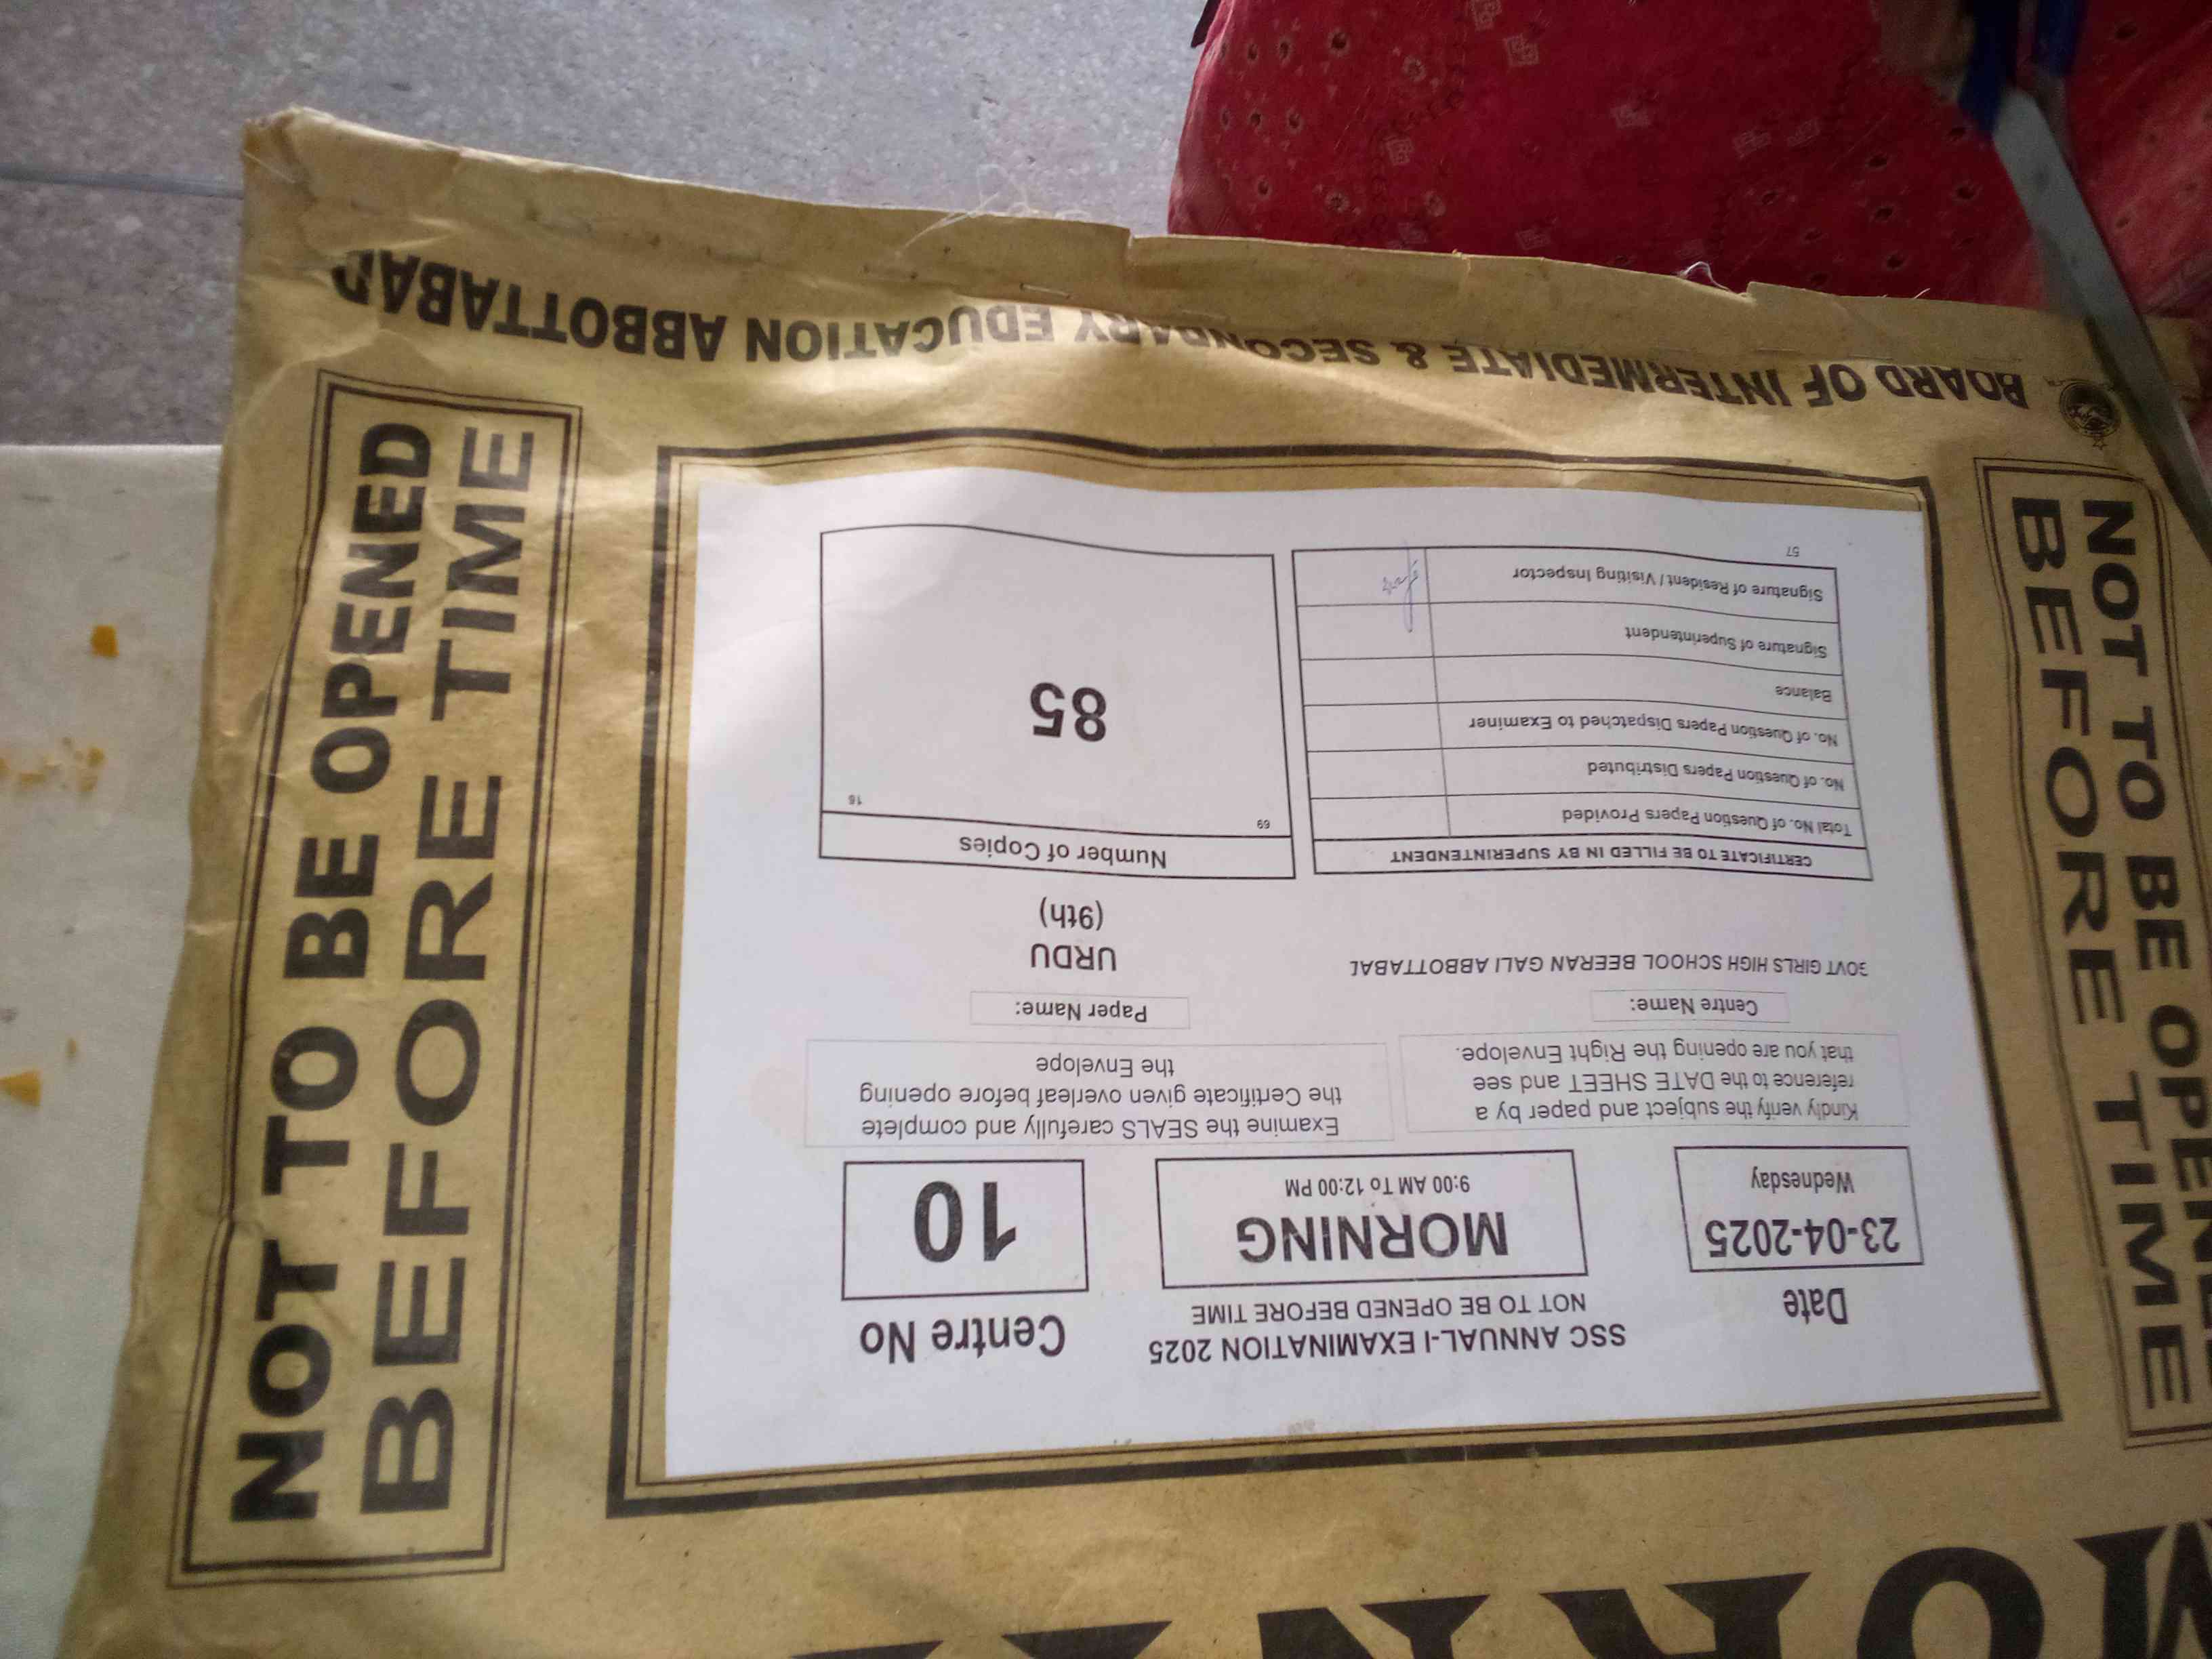 SSC ANNUAL-I EXAMINATION 2025
NOT TO BE OPENED BEFORE TIME
Date
23-04-2025
Wednesday
MORNING
9:00 AM To 12:00 PM
Centre No
10
Kindly verify the subject and paper by a
reference to the DATE SHEET and see
that you are opening the Right Envelope.
Examine the SEALS carefully and complete
the Certificate given overleaf before opening
the Envelope
Centre Name:
GOVT GIRLS HIGH SCHOOL BEERAN GALI ABBOTTABAD
Paper Name:
URDU
(9th)
CERTIFICATE TO BE FILLED IN BY SUPERINTENDENT
Total No. of Question Papers Provided
No. of Question Papers Distributed
No. of Question Papers Dispatched to Examiner
Balance
Signature of Superintendent
Signature of Resident / Visiting Inspector
57
Number of Copies
69
16
85
NOT TO BE OPENED
BEFORE TIME
NOT TO BE OPENED
BEFORE TIME
BOARD OF INTERMEDIATE & SECONDARY EDUCATION ABBOTTABAD